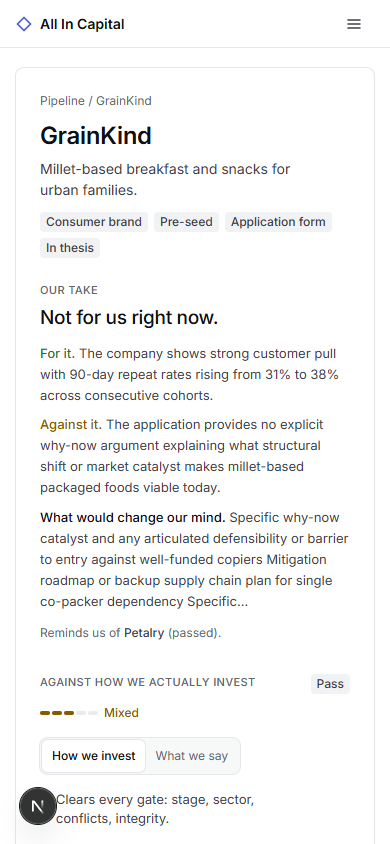 All In Capital
Pipeline / GrainKind
GrainKind
Millet-based breakfast and snacks for
urban families.
Consumer brand Pre-seed Application form
In thesis
OUR TAKE
Not for us right now.
For it. The company shows strong customer pull
with 90-day repeat rates rising from 31% to 38%
across consecutive cohorts.
Against it. The application provides no explicit
why-now argument explaining what structural
shift or market catalyst makes millet-based
packaged foods viable today.
What would change our mind. Specific why-now
catalyst and any articulated defensibility or barrier
to entry against well-funded copiers Mitigation
roadmap or backup supply chain plan for single
co-packer dependency Specific...
Reminds us of Petalry (passed).
AGAINST HOW WE ACTUALLY INVEST Pass
Mixed
How we invest What we say
N
Clears every gate: stage, sector,
conflicts, integrity.